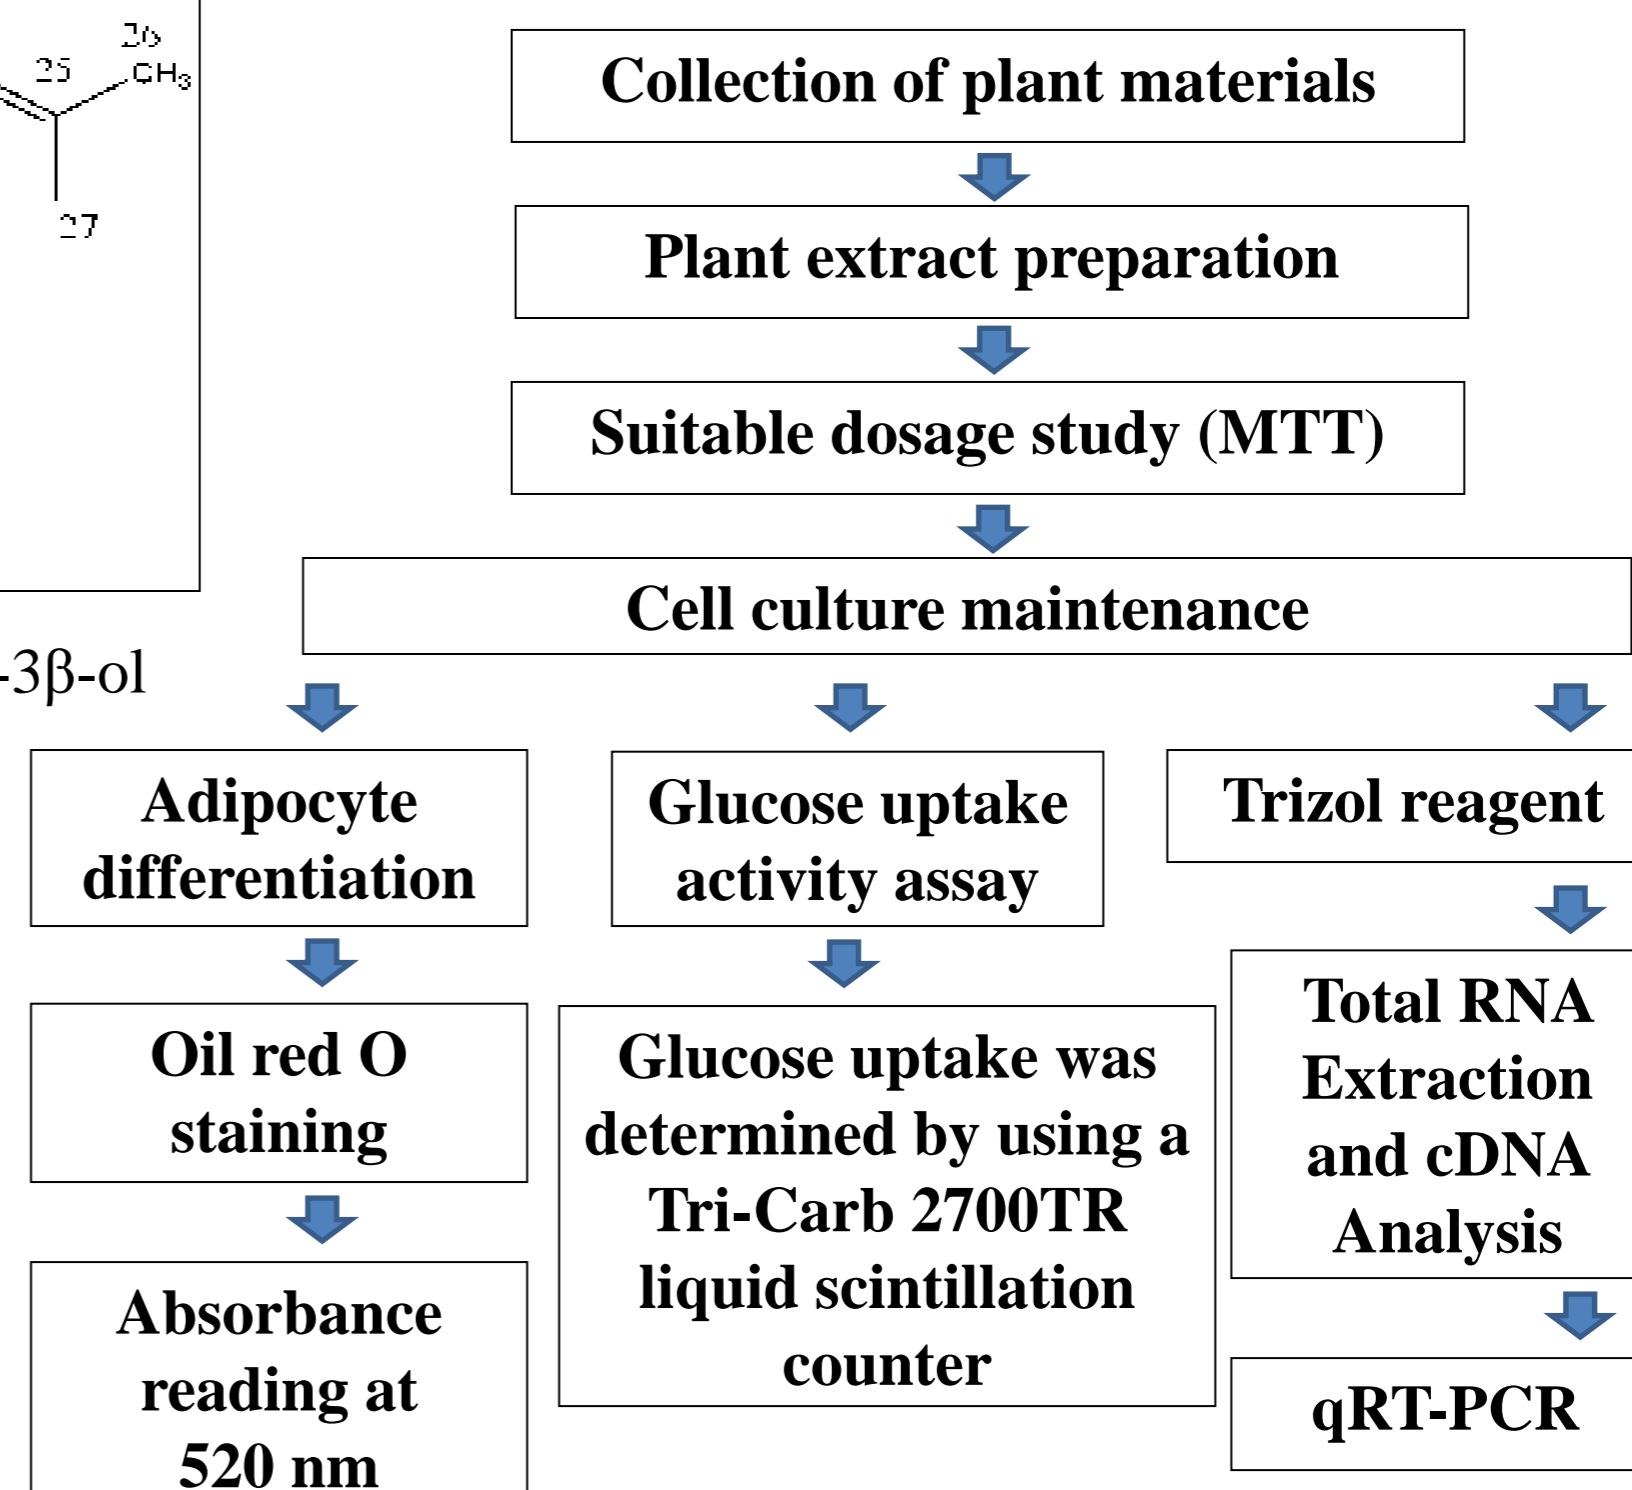 26
25
CH3
27
-3β-ol
Collection of plant materials
Plant extract preparation
Suitable dosage study (MTT)
Cell culture maintenance
Adipocyte
differentiation
Oil red O
staining
Absorbance
reading at
520 nm
Glucose uptake
activity assay
Glucose uptake was
determined by using a
Tri-Carb 2700TR
liquid scintillation
counter
Trizol reagent
Total RNA
Extraction
and cDNA
Analysis
qRT-PCR